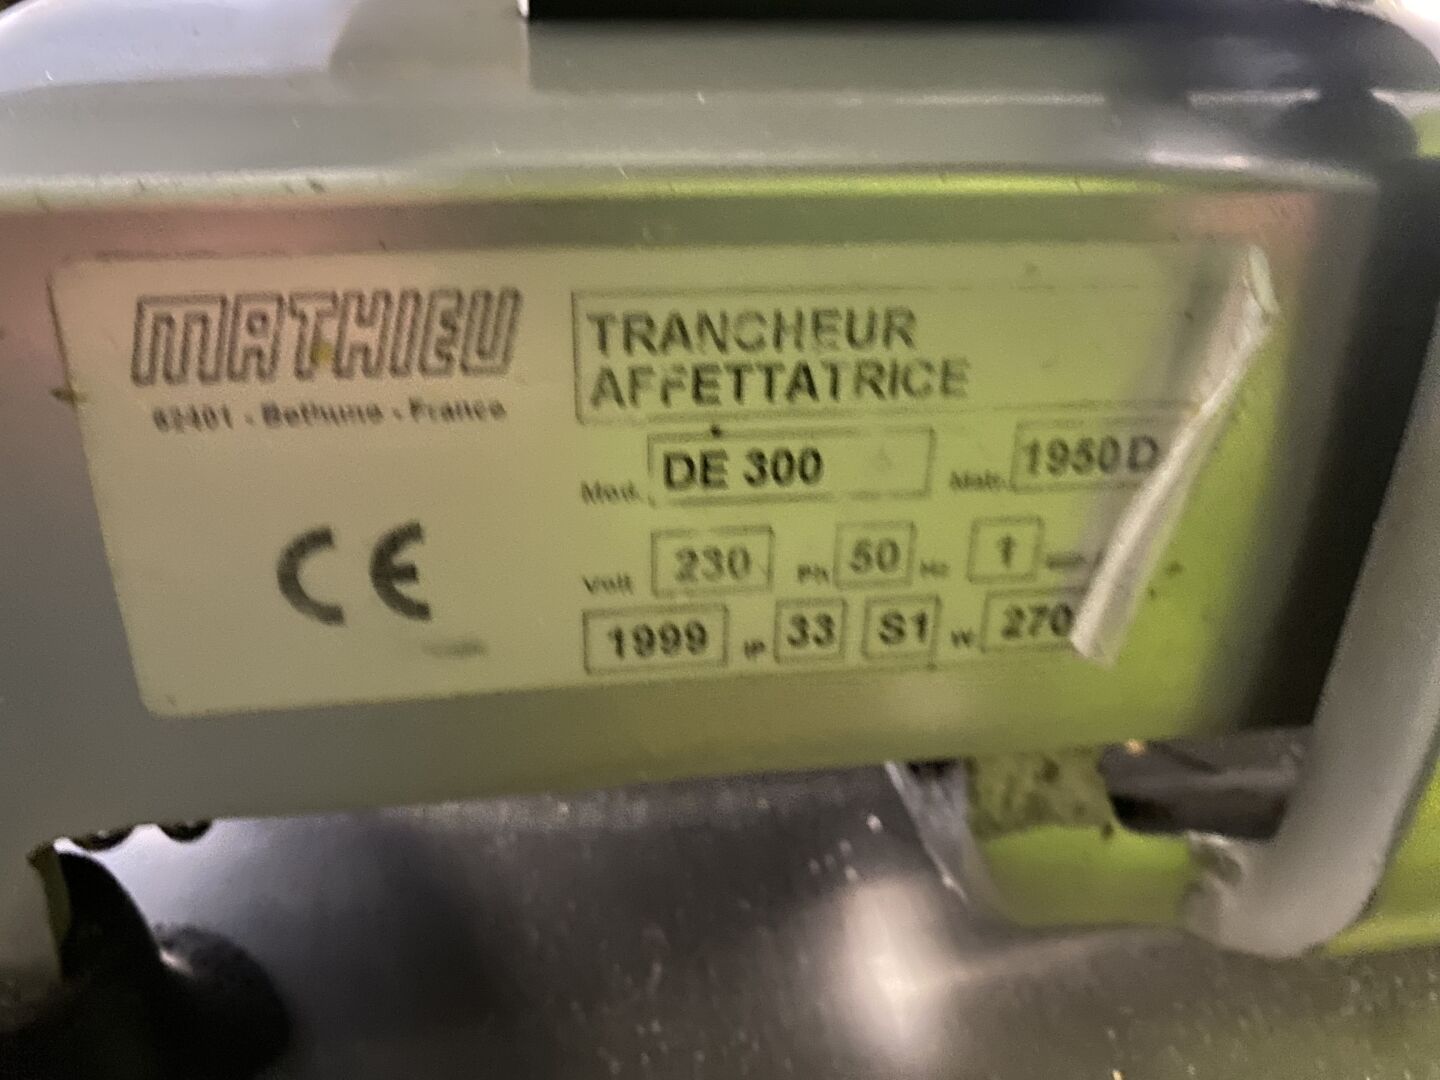 MATHIEU
62401 - Bethune - France
TRANCHEUR
AFFETTATRICE
Mod. DE 300 Matr. 1950D
Volt 230 Ph 50 Hz 1
1999 IP 33 S1 W 270
CE